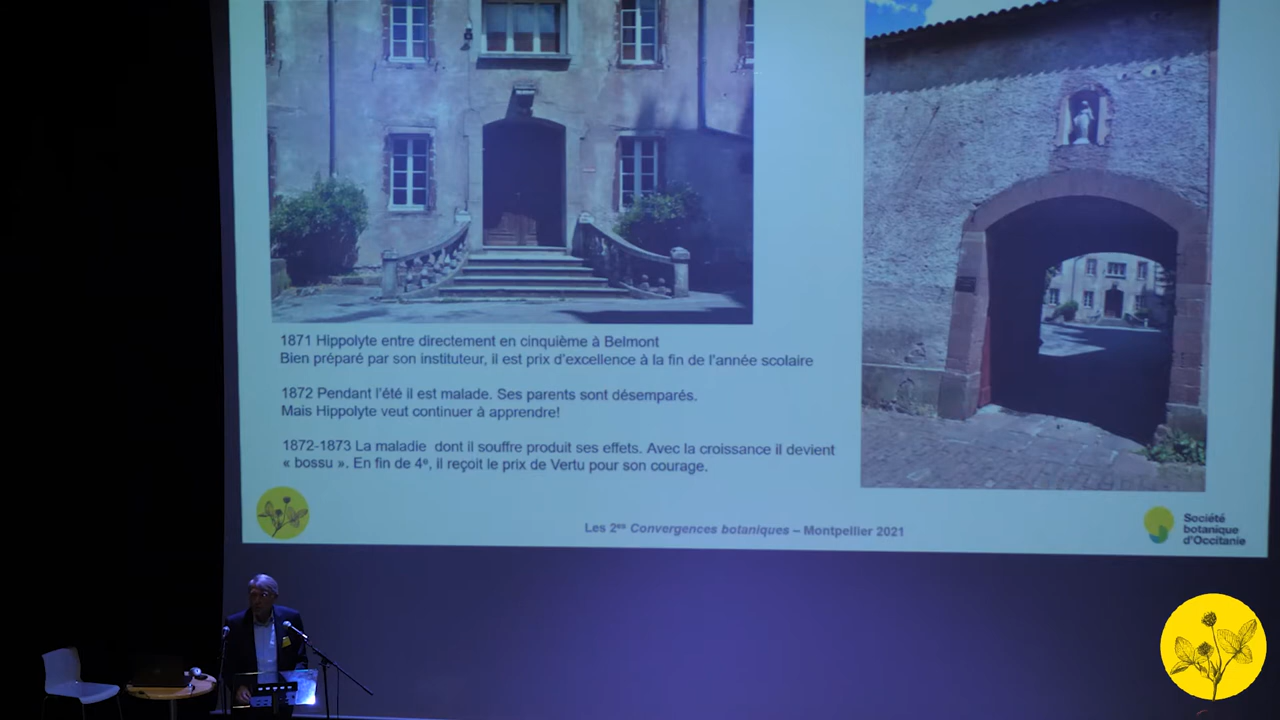 1871 Hippolyte entre directement en cinquième à Belmont
Bien préparé par son instituteur, il est prix d'excellence à la fin de l'année scolaire
1872 Pendant l'été il est malade. Ses parents sont désemparés.
Mais Hippolyte veut continuer à apprendre!
1872-1873 La maladie dont il souffre produit ses effets. Avec la croissance il devient
« bossu ». En fin de 4e, il reçoit le prix de Vertu pour son courage.
Les 2es Convergences botaniques – Montpellier 2021
Société
botanique
d'Occitanie